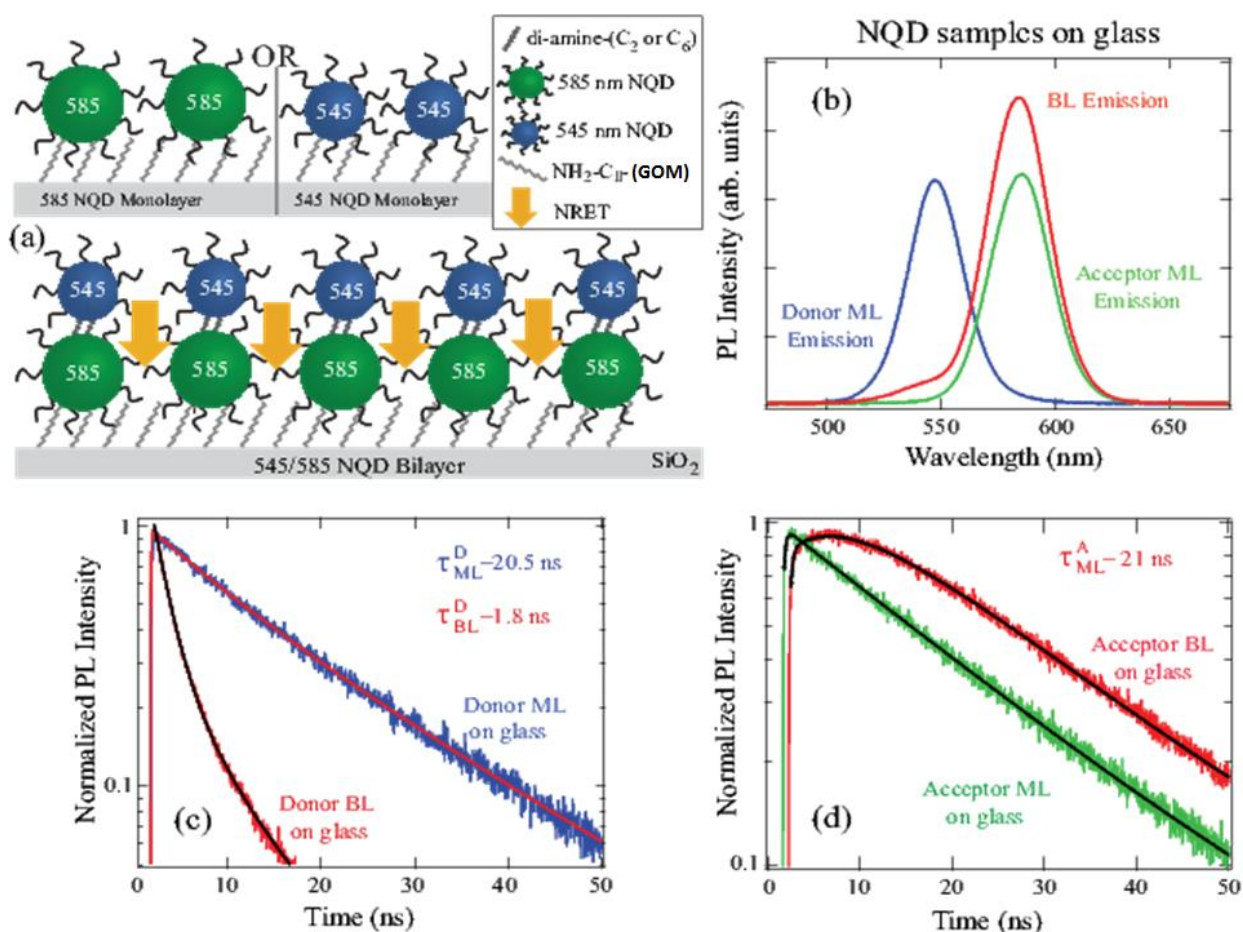 585
585
OR
545
545
585 NQD Monolayer
545 NQD Monolayer
di-amine-(C2 or C6)
585 nm NQD
545 nm NQD
NH2-C11-(GOM)
NRET
(a)
545 545 545 545 545
585 585 585 585 585
545/585 NQD Bilayer
SiO2
NQD samples on glass
(b)
BL Emission
Donor ML
Emission
Acceptor ML
Emission
PL Intensity (arb. units)
500 550 600 650
Wavelength (nm)
1
0.1
Normalized PL Intensity
τ^D_ML–20.5 ns
τ^D_BL–1.8 ns
Donor ML
on glass
Donor BL
on glass
(c)
0 10 20 30 40 50
Time (ns)
1
0.1
Normalized PL Intensity
τ^A_ML–21 ns
Acceptor BL
on glass
Acceptor ML
on glass
(d)
0 10 20 30 40 50
Time (ns)